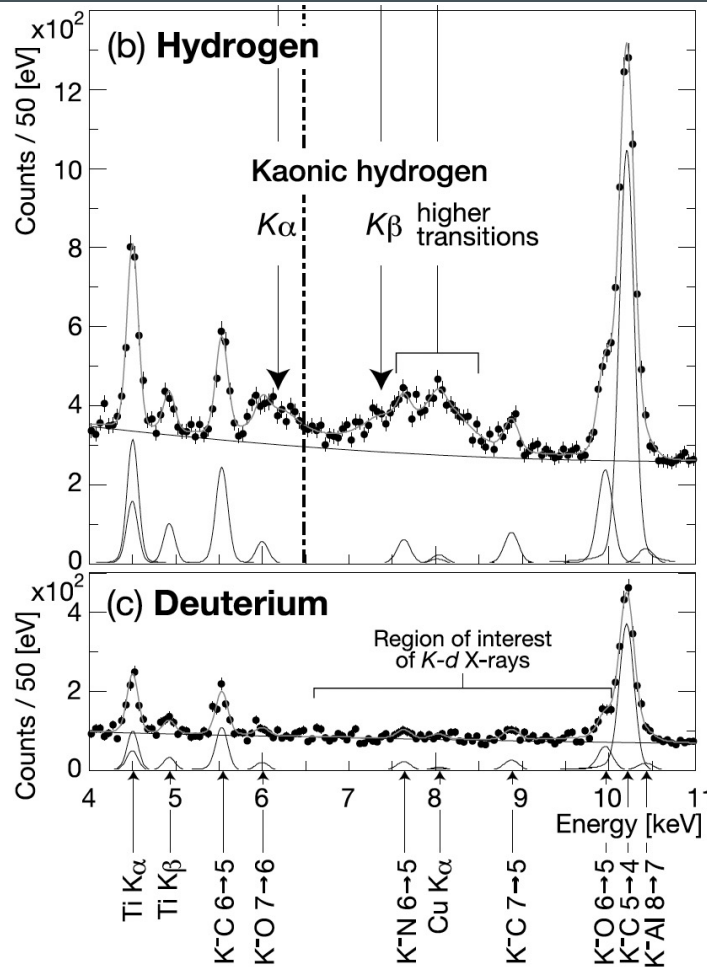 x10²
(b) Hydrogen
Counts / 50 [eV]
12
10
8
6
4
2
0
Kaonic hydrogen
Kα
Kβ
higher
transitions
x10²
(c) Deuterium
Counts / 50 [eV]
4
2
0
Region of interest
of K-d X-rays
4 5 6 7 8 9 10 11
Energy [keV]
Ti Kα
Ti Kβ
K⁻C 6→5
K⁻O 7→6
K⁻N 6→5
Cu Kα
K⁻C 7→5
K⁻O 6→5
K⁻C 5→4
K⁻Al 8→7